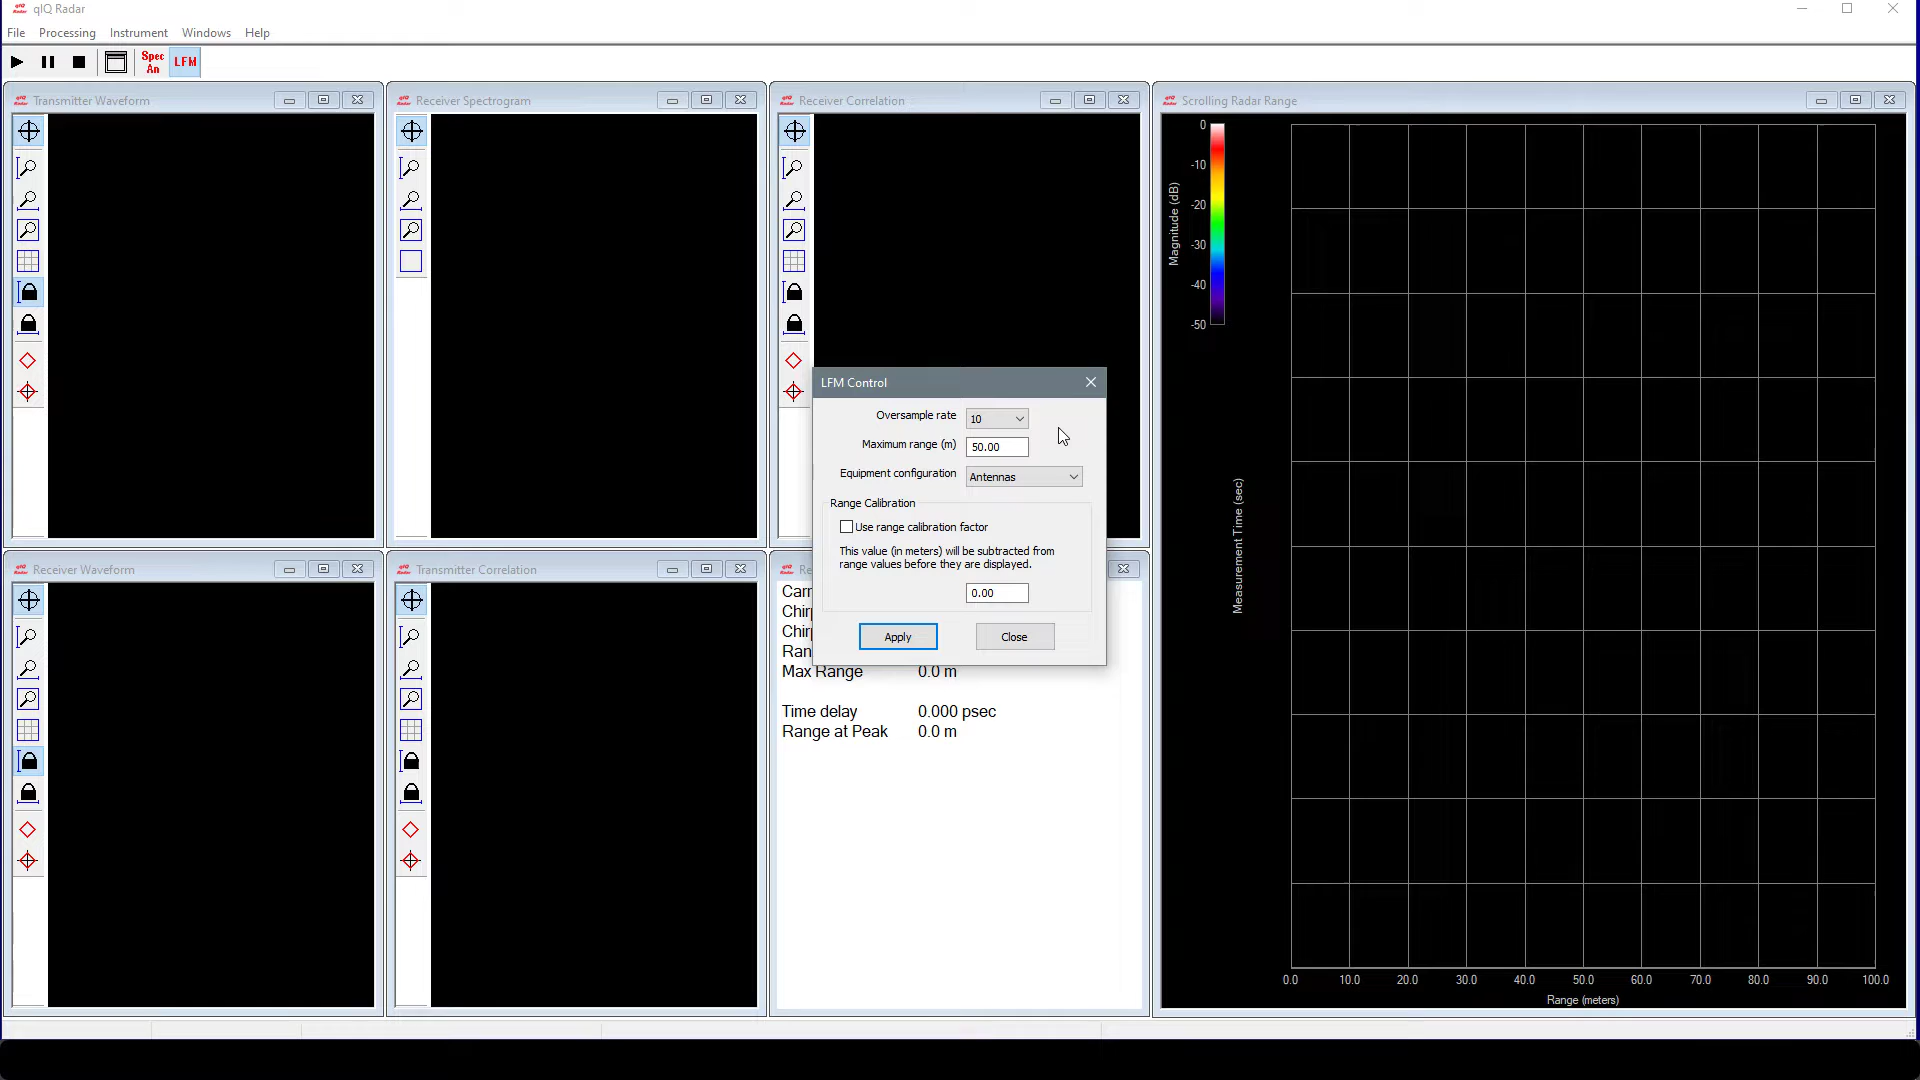 qIQ Radar
File Processing Instrument Windows Help
Spec An LFM
Transmitter Waveform
Receiver Spectrogram
Receiver Correlation
Scrolling Radar Range
0
-10
-20
-30
-40
-50
Magnitude (dB)
Measurement Time (sec)
0.0 10.0 20.0 30.0 40.0 50.0 60.0 70.0 80.0 90.0 100.0
Range (meters)
LFM Control
Oversample rate 10
Maximum range (m) 50.00
Equipment configuration Antennas
Range Calibration
Use range calibration factor
This value (in meters) will be subtracted from
range values before they are displayed.
0.00
Apply Close
Receiver Waveform
Transmitter Correlation
Re
Carr
Chir
Chir
Ran
Max Range 0.0 m
Time delay 0.000 psec
Range at Peak 0.0 m